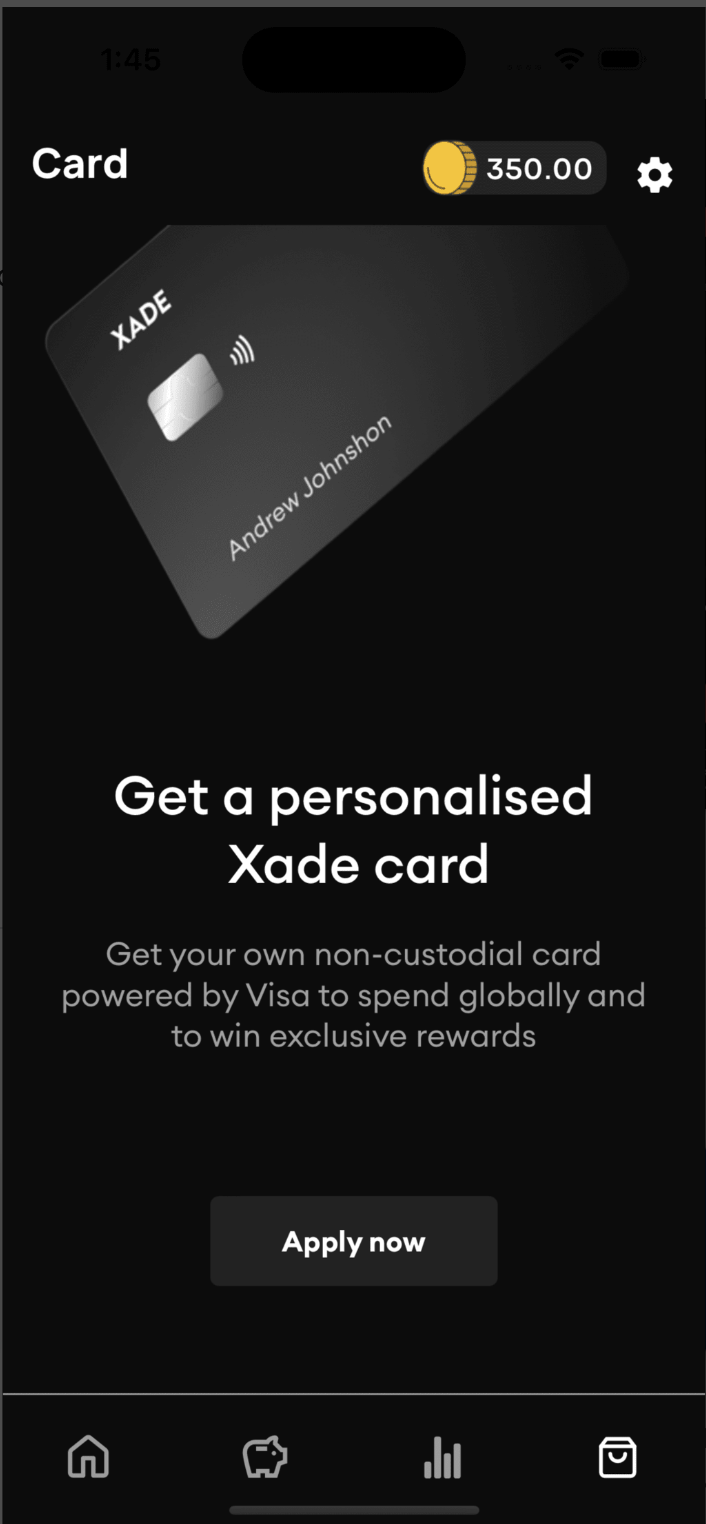 1:45
Card
350.00
XADE
Andrew Johnshon
Get a personalised
Xade card
Get your own non-custodial card
powered by Visa to spend globally and
to win exclusive rewards
Apply now